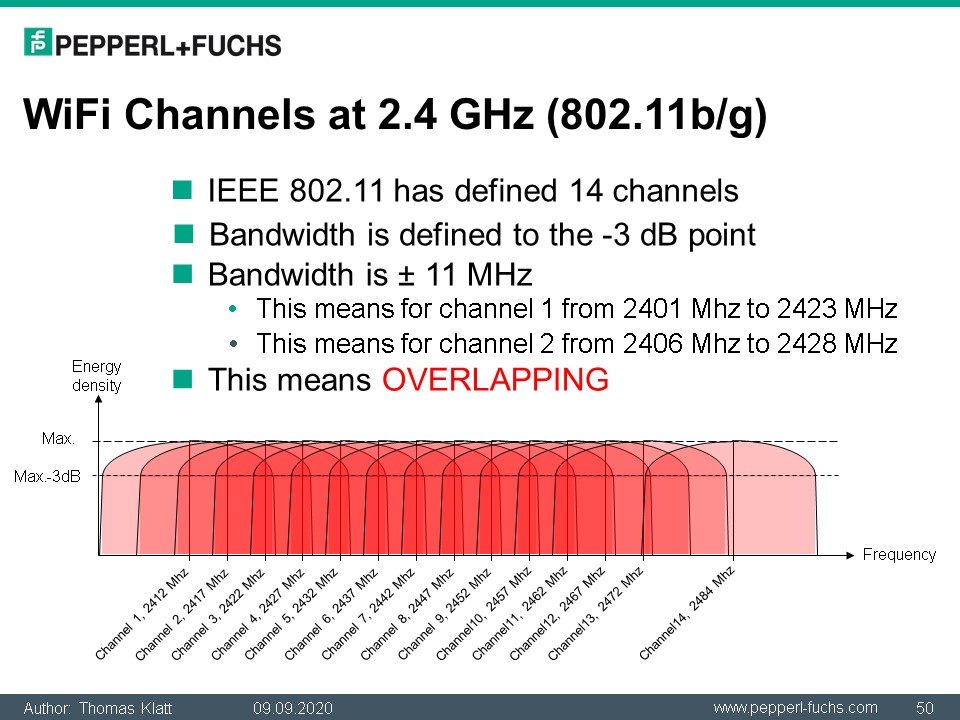 PEPPERL+FUCHS
WiFi Channels at 2.4 GHz (802.11b/g)
IEEE 802.11 has defined 14 channels
Bandwidth is defined to the -3 dB point
Bandwidth is ± 11 MHz
• This means for channel 1 from 2401 Mhz to 2423 MHz
• This means for channel 2 from 2406 Mhz to 2428 MHz
This means OVERLAPPING
Energy
density
Max.
Max.-3dB
Frequency
Channel 1, 2412 Mhz
Channel 2, 2417 Mhz
Channel 3, 2422 Mhz
Channel 4, 2427 Mhz
Channel 5, 2432 Mhz
Channel 6, 2437 Mhz
Channel 7, 2442 Mhz
Channel 8, 2447 Mhz
Channel 9, 2452 Mhz
Channel10, 2457 Mhz
Channel11, 2462 Mhz
Channel12, 2467 Mhz
Channel13, 2472 Mhz
Channel14, 2484 Mhz
Author: Thomas Klatt 09.09.2020 www.pepperl-fuchs.com 50